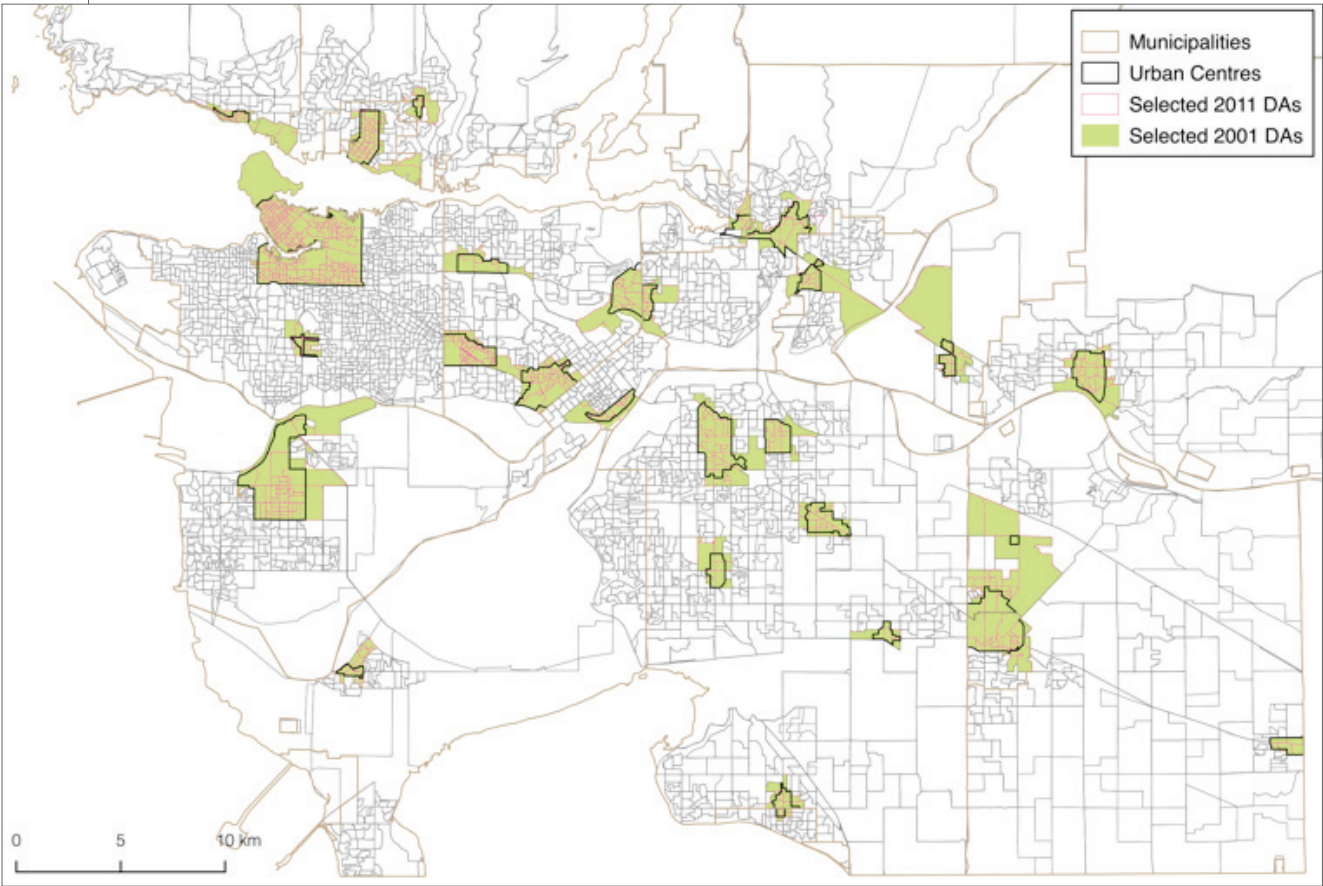 Municipalities
Urban Centres
Selected 2011 DAs
Selected 2001 DAs
0 5 10 km